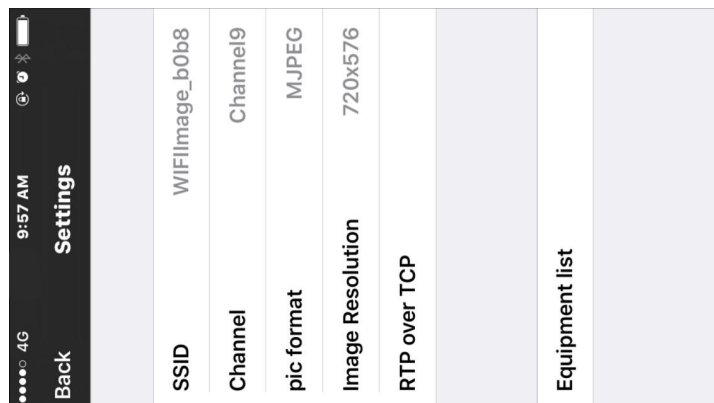 4G 9:57 AM
Back Settings
SSID WIFIImage_b0b8
Channel Channel9
pic format MJPEG
Image Resolution 720x576
RTP over TCP
Equipment list